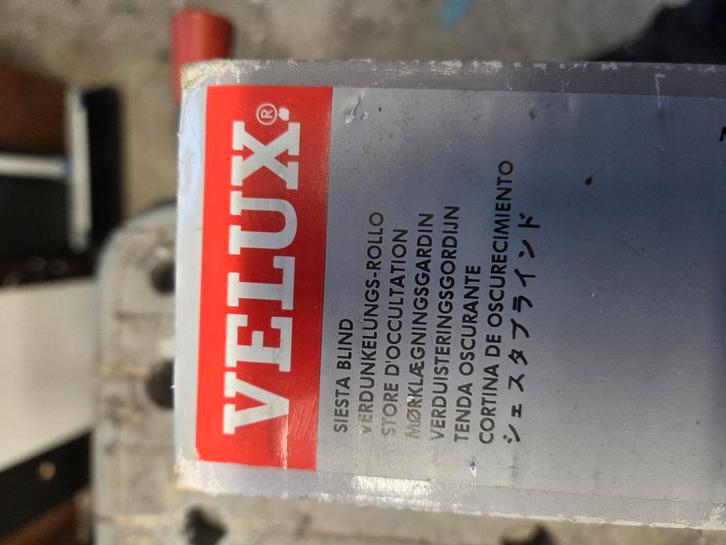 VELUX®
SIESTA BLIND
VERDUNKELUNGS-ROLLO
STORE D'OCCULTATION
MØRKLÆGNINGSGARDIN
VERDUISTERINGSGORDIJN
TENDA OSCURANTE
CORTINA DE OSCURECIMIENTO
シェスタブラインド